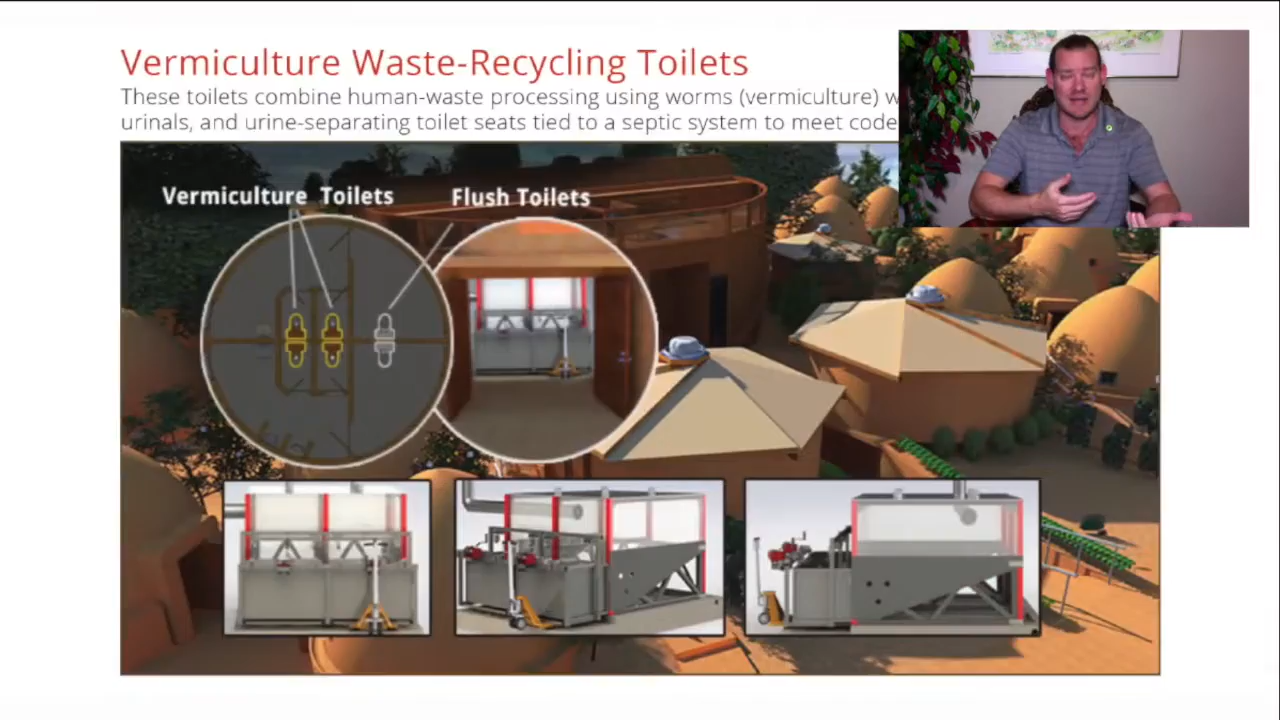 Vermiculture Waste-Recycling Toilets
These toilets combine human-waste processing using worms (vermiculture)
urinals, and urine-separating toilet seats tied to a septic system to meet code
Vermiculture Toilets
Flush Toilets